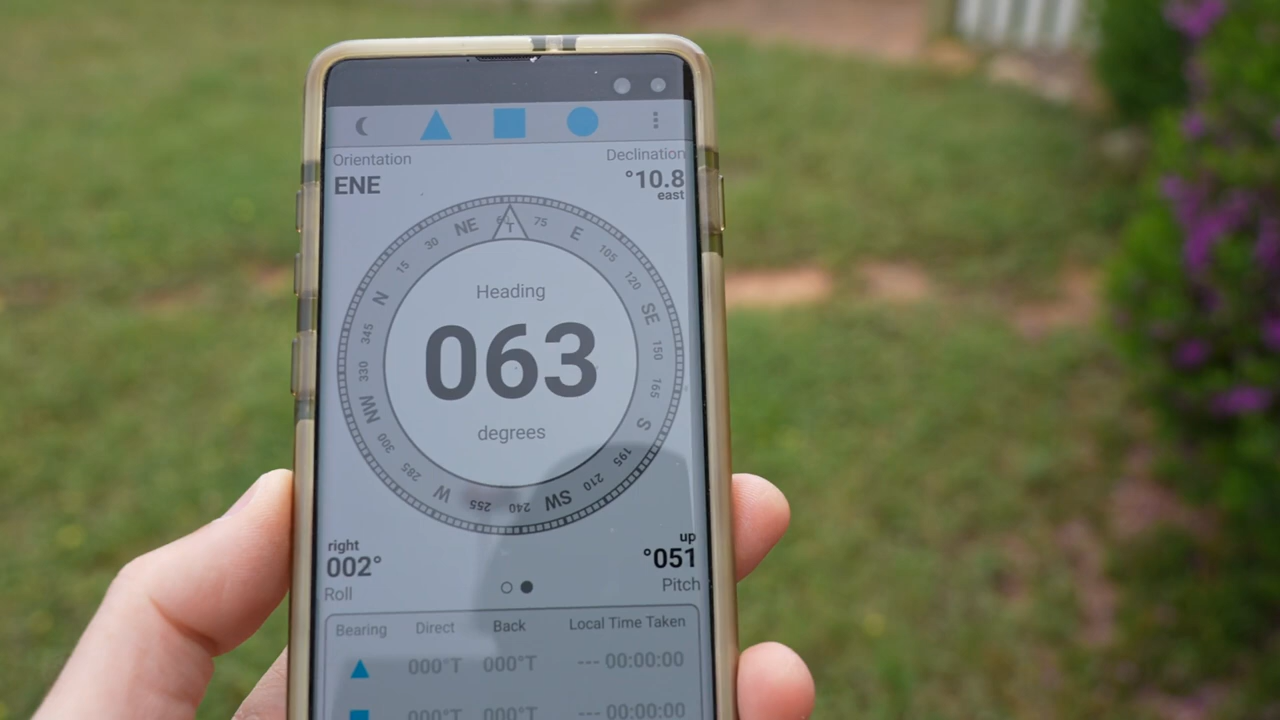 Orientation
Declination
ENE
°10.8
east
T
N
15
30
NE
75
E
105
120
SE
150
165
S
195
210
SW
240
255
W
285
300
NW
330
345
Heading
063
degrees
right
002°
Roll
up
°051
Pitch
Bearing Direct Back Local Time Taken
000°T 000°T --- 00:00:00
000°T 000°T --- 00:00:00